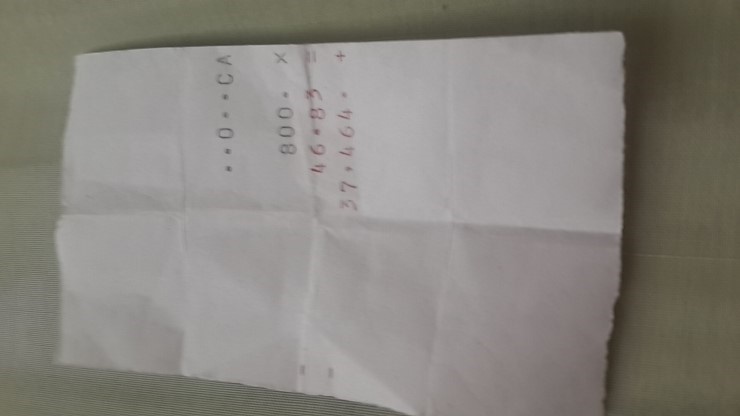 ••0••CA
800• ×
46•83 =
37,464• +